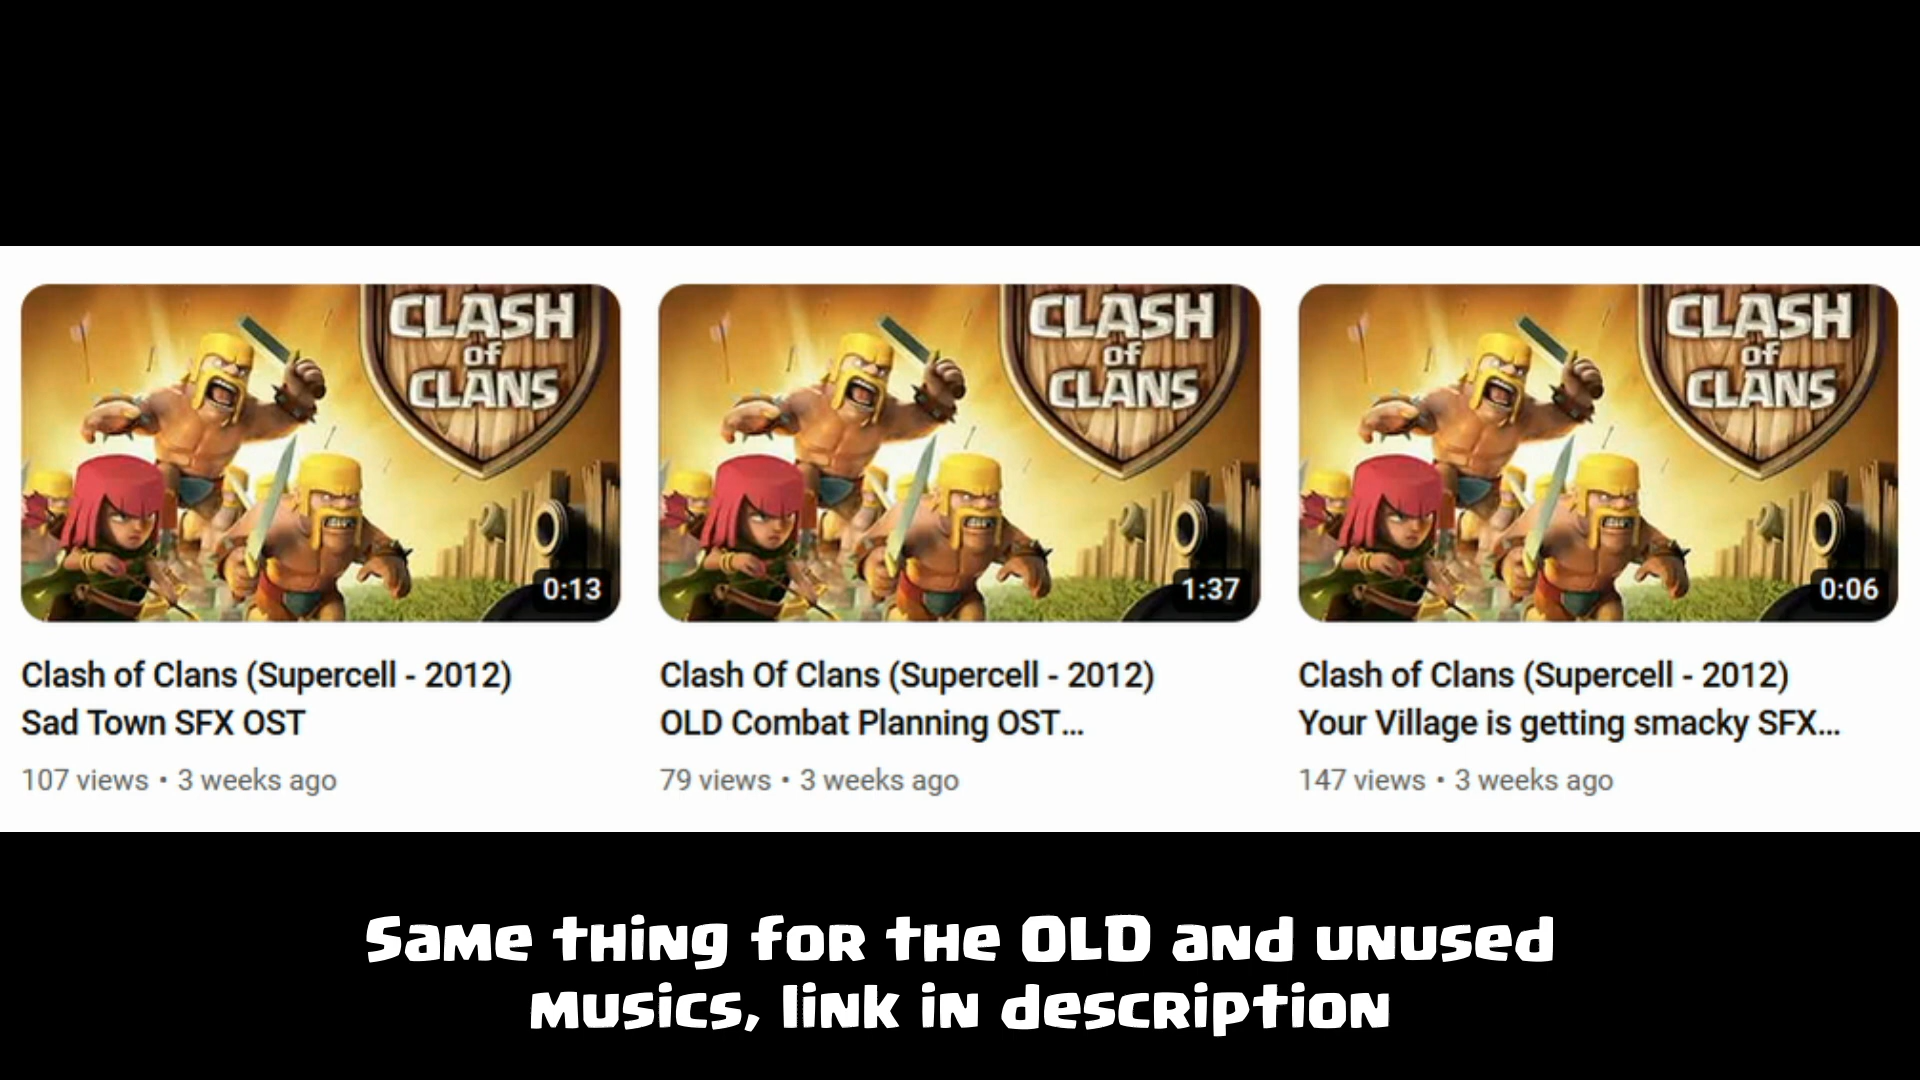 CLASH
of
CLANS
0:13
CLASH
of
CLANS
1:37
CLASH
of
CLANS
0:06
Clash of Clans (Supercell - 2012)
Sad Town SFX OST
107 views • 3 weeks ago
Clash Of Clans (Supercell - 2012)
OLD Combat Planning OST...
79 views • 3 weeks ago
Clash of Clans (Supercell - 2012)
Your Village is getting smacky SFX...
147 views • 3 weeks ago
Same thing for the OLD and unused
musics, link in description